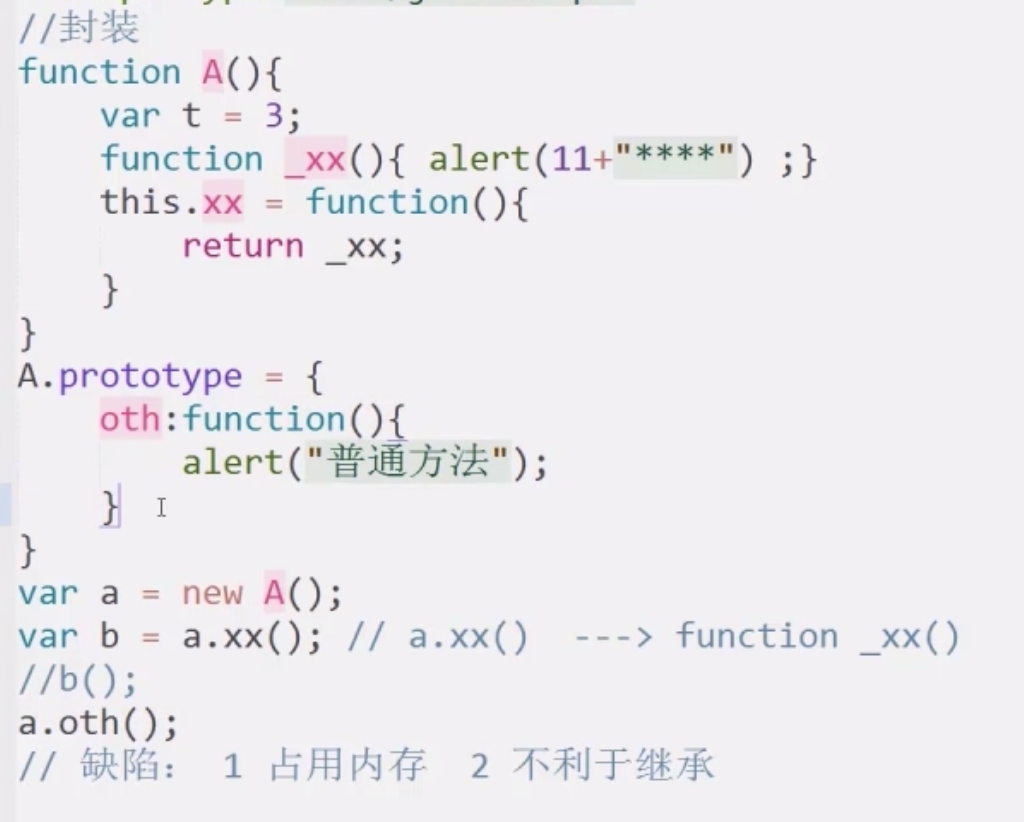 //封装
function A(){
    var t = 3;
    function _xx(){ alert(11+"****") ;}
    this.xx = function(){
        return _xx;
    }
}
A.prototype = {
    oth:function(){
        alert("普通方法");
    }
}
var a = new A();
var b = a.xx(); // a.xx()  ---> function _xx()
//b();
a.oth();
// 缺陷： 1 占用内存  2 不利于继承